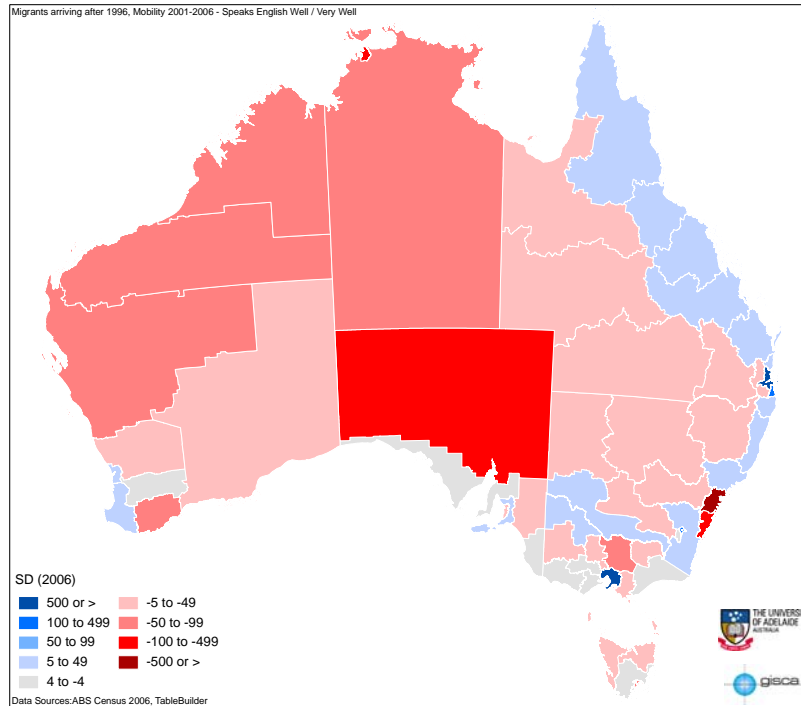 Migrants arriving after 1996, Mobility 2001-2006 - Speaks English Well / Very Well
SD (2006)
500 or >
100 to 499
50 to 99
5 to 49
4 to -4
-5 to -49
-50 to -99
-100 to -499
-500 or >
THE UNIVERS
OF ADELAIDE
AUSTRALIA
gisca
Data Sources:ABS Census 2006, TableBuilder